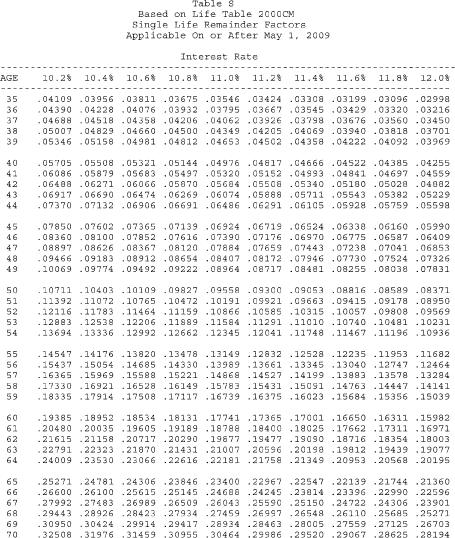 Table S
Based on Life Table 2000CM
Single Life Remainder Factors
Applicable On or After May 1, 2009
Interest Rate
AGE 10.2% 10.4% 10.6% 10.8% 11.0% 11.2% 11.4% 11.6% 11.8% 12.0%
35 .04109 .03956 .03811 .03675 .03546 .03424 .03308 .03199 .03096 .02998
36 .04390 .04228 .04076 .03932 .03795 .03667 .03545 .03429 .03320 .03216
37 .04688 .04518 .04358 .04206 .04062 .03926 .03798 .03676 .03560 .03450
38 .05007 .04829 .04660 .04500 .04349 .04205 .04069 .03940 .03818 .03701
39 .05346 .05158 .04981 .04812 .04653 .04502 .04358 .04222 .04092 .03969
40 .05705 .05508 .05321 .05144 .04976 .04817 .04666 .04522 .04385 .04255
41 .06086 .05879 .05683 .05497 .05320 .05152 .04993 .04841 .04697 .04559
42 .06488 .06271 .06066 .05870 .05684 .05508 .05340 .05180 .05028 .04882
43 .06917 .06690 .06474 .06269 .06074 .05888 .05711 .05543 .05382 .05229
44 .07370 .07132 .06906 .06691 .06486 .06291 .06105 .05928 .05759 .05598
45 .07850 .07602 .07365 .07139 .06924 .06719 .06524 .06338 .06160 .05990
46 .08360 .08100 .07852 .07616 .07390 .07176 .06970 .06775 .06587 .06409
47 .08897 .08626 .08367 .08120 .07884 .07659 .07443 .07238 .07041 .06853
48 .09466 .09183 .08912 .08654 .08407 .08172 .07946 .07730 .07524 .07326
49 .10069 .09774 .09492 .09222 .08964 .08717 .08481 .08255 .08038 .07831
50 .10711 .10403 .10109 .09827 .09558 .09300 .09053 .08816 .08589 .08371
51 .11392 .11072 .10765 .10472 .10191 .09921 .09663 .09415 .09178 .08950
52 .12116 .11783 .11464 .11159 .10866 .10585 .10315 .10057 .09808 .09569
53 .12883 .12538 .12206 .11889 .11584 .11291 .11010 .10740 .10481 .10231
54 .13694 .13336 .12992 .12662 .12345 .12041 .11748 .11467 .11196 .10936
55 .14547 .14176 .13820 .13478 .13149 .12832 .12528 .12235 .11953 .11682
56 .15437 .15054 .14685 .14330 .13989 .13661 .13345 .13040 .12747 .12464
57 .16365 .15969 .15588 .15221 .14868 .14527 .14199 .13883 .13578 .13284
58 .17330 .16921 .16528 .16149 .15783 .15431 .15091 .14763 .14447 .14141
59 .18335 .17914 .17508 .17117 .16739 .16375 .16023 .15684 .15356 .15039
60 .19385 .18952 .18534 .18131 .17741 .17365 .17001 .16650 .16311 .15982
61 .20480 .20035 .19605 .19189 .18788 .18400 .18025 .17662 .17311 .16971
62 .21615 .21158 .20717 .20290 .19877 .19477 .19090 .18716 .18354 .18003
63 .22791 .22323 .21870 .21431 .21007 .20596 .20198 .19812 .19439 .19077
64 .24009 .23530 .23066 .22616 .22181 .21758 .21349 .20953 .20568 .20195
65 .25271 .24781 .24306 .23846 .23400 .22967 .22547 .22139 .21744 .21360
66 .26600 .26100 .25615 .25145 .24688 .24245 .23814 .23396 .22990 .22596
67 .27992 .27483 .26989 .26509 .26043 .25590 .25150 .24722 .24306 .23901
68 .29443 .28926 .28423 .27934 .27459 .26997 .26548 .26110 .25685 .25271
69 .30950 .30424 .29914 .29417 .28934 .28463 .28005 .27559 .27125 .26703
70 .32508 .31976 .31459 .30955 .30464 .29986 .29520 .29067 .28625 .28194